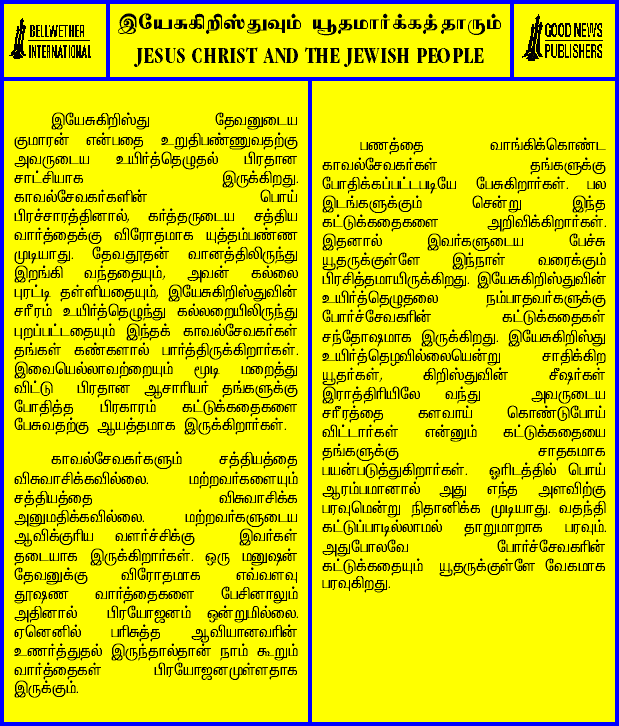 BELLWETHER
INTERNATIONAL
இயேசுகிறிஸ்துவும் யூதமார்க்கத்தாரும்
JESUS CHRIST AND THE JEWISH PEOPLE
GOOD NEWS
PUBLISHERS
இயேசுகிறிஸ்து தேவனுடைய
குமாரன் என்பதை உறுதிபண்ணுவதற்கு
அவருடைய உயிர்த்தெழுதல் பிரதான
சாட்சியாக இருக்கிறது.
காவல்சேவகர்களின் பொய்
பிரச்சாரத்தினால், கர்த்தருடைய சத்திய
வார்த்தைக்கு விரோதமாக யுத்தம்பண்ண
முடியாது. தேவதூதன் வானத்திலிருந்து
இறங்கி வந்ததையும், அவன் கல்லை
புரட்டி தள்ளியதையும், இயேசுகிறிஸ்துவின்
சரீரம் உயிர்த்தெழுந்து கல்லறையிலிருந்து
புறப்பட்டதையும் இந்தக் காவல்சேவகர்கள்
தங்கள் கண்களால் பார்த்திருக்கிறார்கள்.
இவையெல்லாவற்றையும் மூடி மறைத்து
விட்டு பிரதான ஆசாரியர் தங்களுக்கு
போதித்த பிரகாரம் கட்டுக்கதைகளை
பேசுவதற்கு ஆயத்தமாக இருக்கிறார்கள்.
காவல்சேவகர்களும் சத்தியத்தை
விசுவாசிக்கவில்லை. மற்றவர்களையும்
சத்தியத்தை விசுவாசிக்க
அனுமதிக்கவில்லை. மற்றவர்களுடைய
ஆவிக்குரிய வளர்ச்சிக்கு இவர்கள்
தடையாக இருக்கிறார்கள். ஒரு மனுஷன்
தேவனுக்கு விரோதமாக எவ்வளவு
தூஷண வார்த்தைகளை பேசினாலும்
அதினால் பிரயோஜனம் ஒன்றுமில்லை.
ஏனெனில் பரிசுத்த ஆவியானவரின்
உணர்த்துதல் இருந்தால்தான் நாம் கூறும்
வார்த்தைகள் பிரயோஜனமுள்ளதாக
இருக்கும்.
பணத்தை வாங்கிக்கொண்ட
காவல்சேவகர்கள் தங்களுக்கு
போதிக்கப்பட்டபடியே பேசுகிறார்கள். பல
இடங்களுக்கும் சென்று இந்த
கட்டுக்கதைகளை அறிவிக்கிறார்கள்.
இதனால் இவர்களுடைய பேச்சு
யூதருக்குள்ளே இந்நாள் வரைக்கும்
பிரசித்தமாயிருக்கிறது. இயேசுகிறிஸ்துவின்
உயிர்த்தெழுதலை நம்பாதவர்களுக்கு
போர்ச்சேவகரின் கட்டுக்கதைகள்
சந்தோஷமாக இருக்கிறது. இயேசுகிறிஸ்து
உயிர்த்தெழவில்லையென்று சாதிக்கிற
யூதர்கள், கிறிஸ்துவின் சீஷர்கள்
இராத்திரியிலே வந்து அவருடைய
சரீரத்தை களவாய் கொண்டுபோய்
விட்டார்கள் என்னும் கட்டுக்கதையை
தங்களுக்கு சாதகமாக
பயன்படுத்துகிறார்கள். ஓரிடத்தில் பொய்
ஆரம்பமானால் அது எந்த அளவிற்கு
பரவுமென்று நிதானிக்க முடியாது. வதந்தி
கட்டுப்பாடில்லாமல் தாறுமாறாக பரவும்.
அதுபோலவே போர்ச்சேவகரின்
கட்டுக்கதையும் யூதருக்குள்ளே வேகமாக
பரவுகிறது.